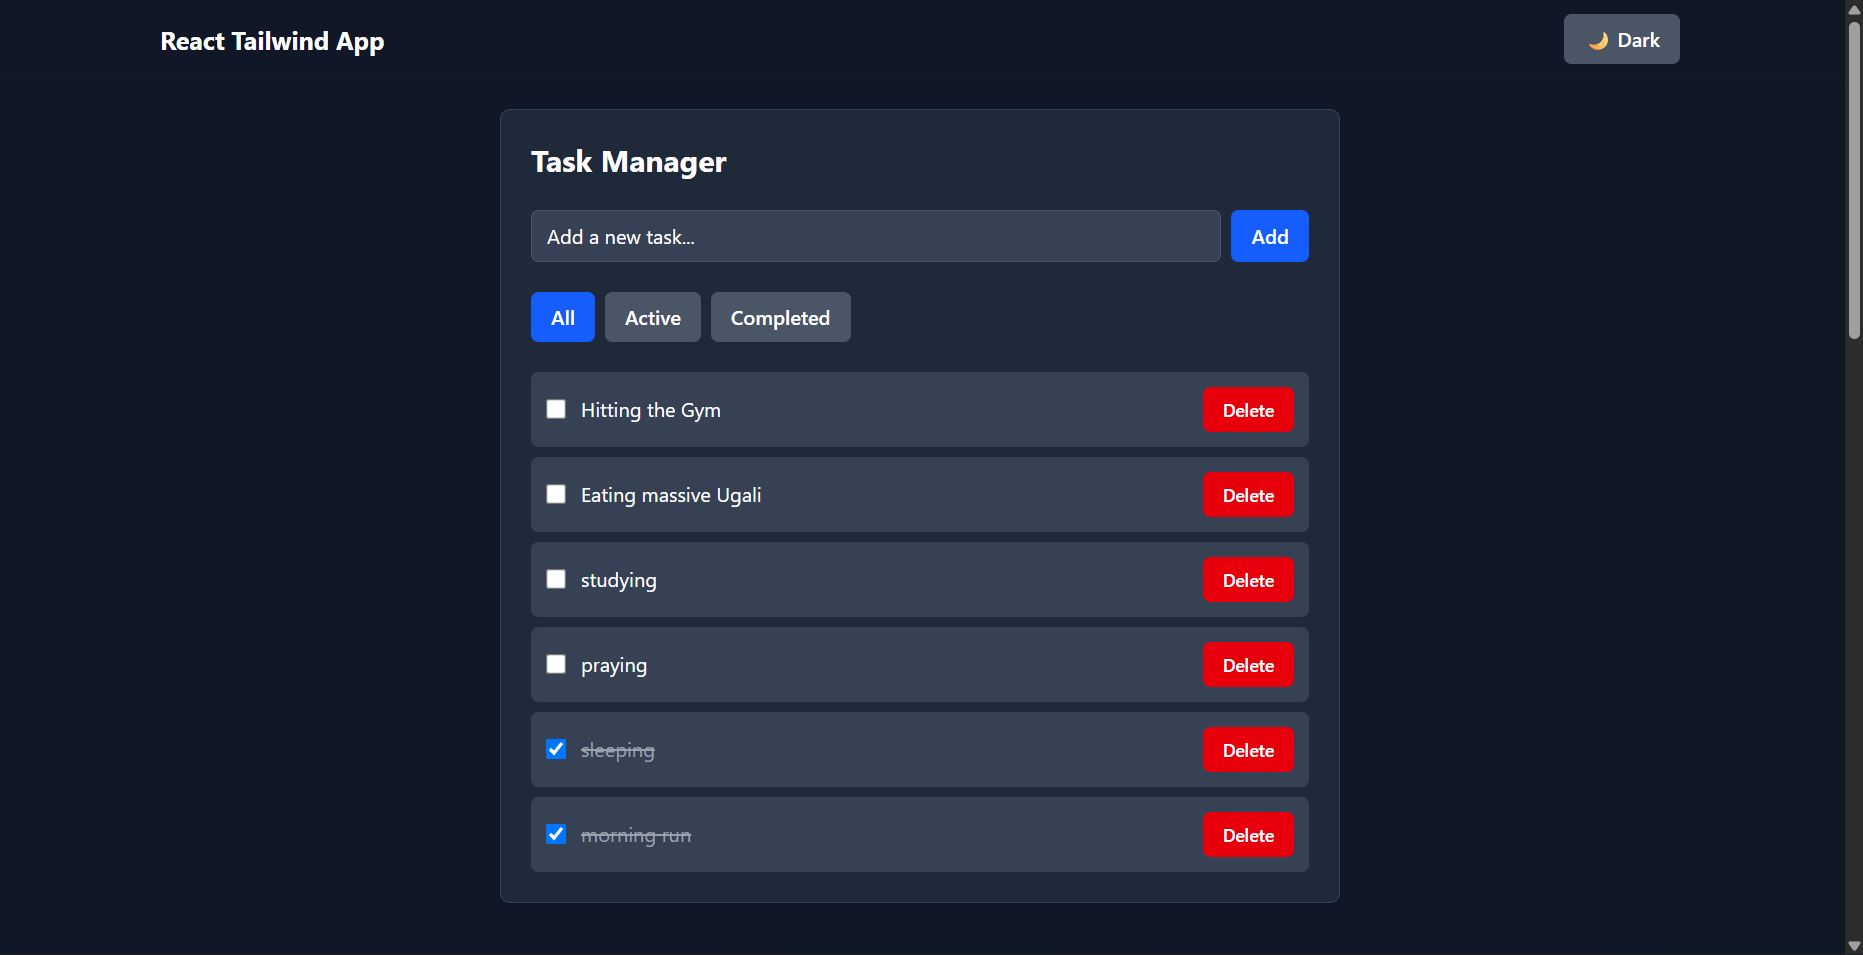 React Tailwind App
🌙 Dark
Task Manager
Add a new task...
Add
All
Active
Completed
Hitting the Gym
Delete
Eating massive Ugali
Delete
studying
Delete
praying
Delete
sleeping
Delete
morning run
Delete